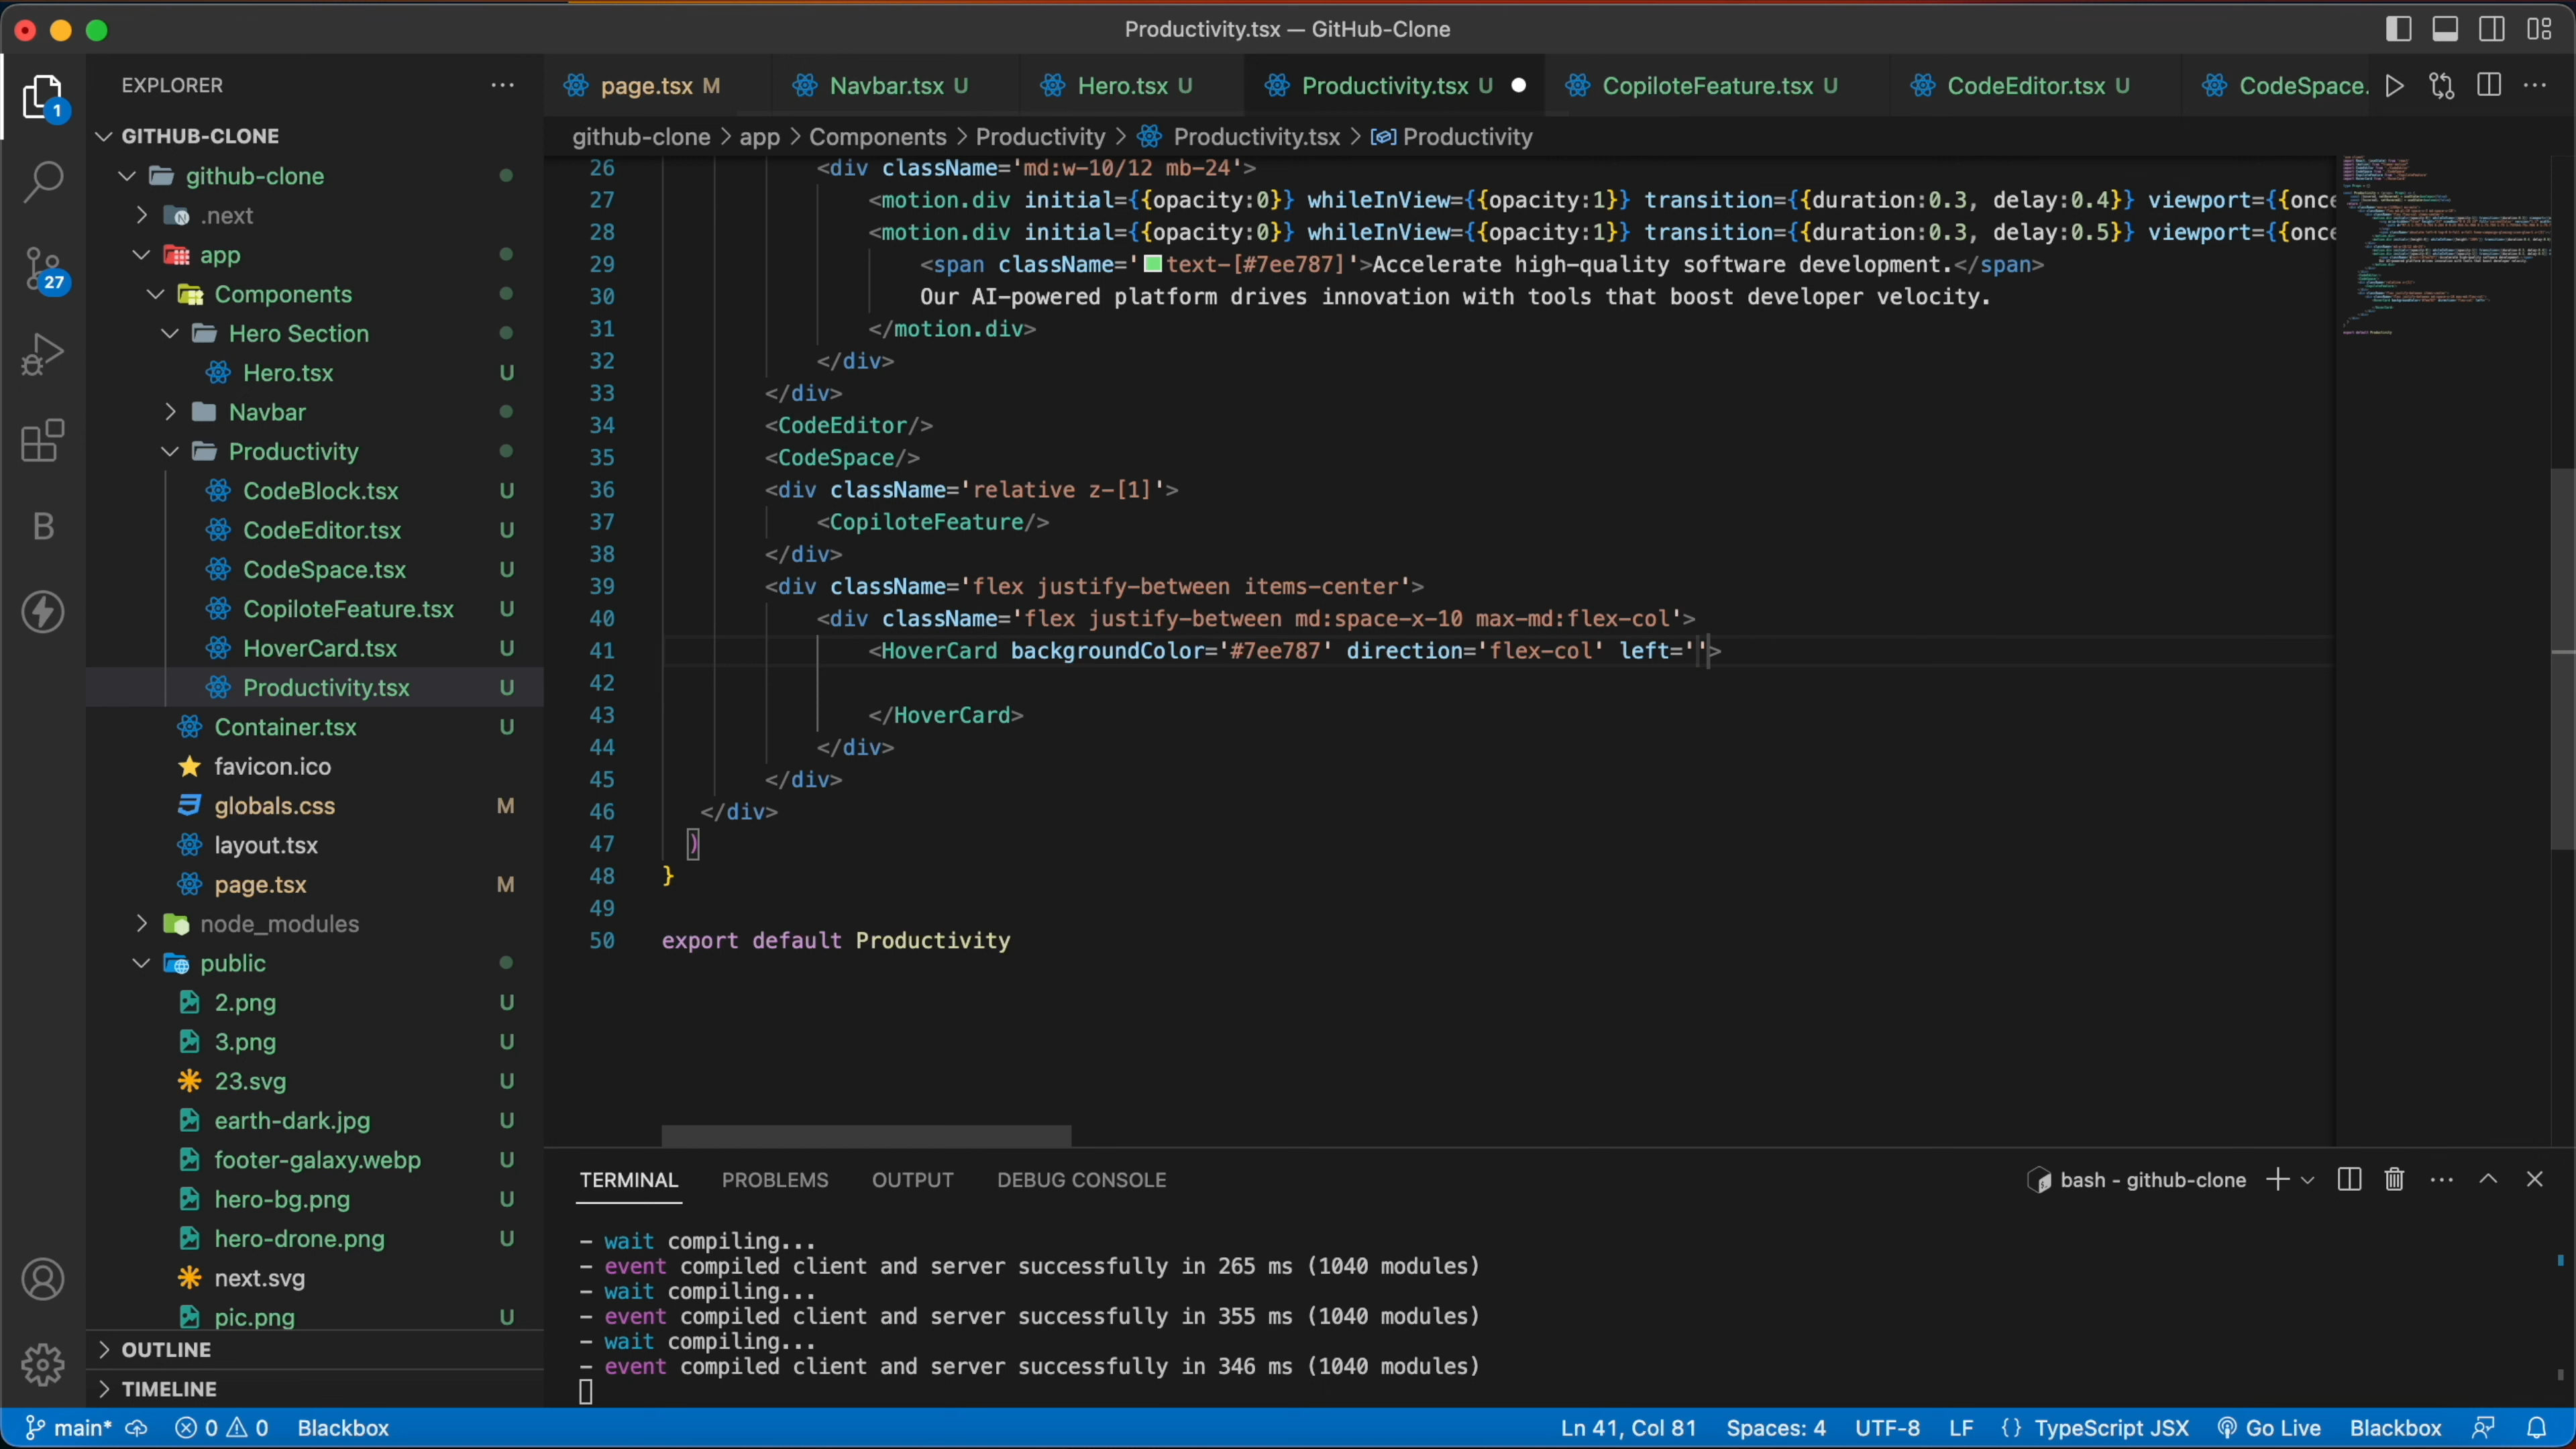 Productivity.tsx — GitHub-Clone
EXPLORER
page.tsx M
Navbar.tsx U
Hero.tsx U
Productivity.tsx U
CopiloteFeature.tsx U
CodeEditor.tsx U
CodeSpace.
github-clone > app > Components > Productivity > Productivity.tsx > Productivity
1
27
B
GITHUB-CLONE
github-clone
.next
app
Components
Hero Section
Hero.tsx U
Navbar
Productivity
CodeBlock.tsx U
CodeEditor.tsx U
CodeSpace.tsx U
CopiloteFeature.tsx U
HoverCard.tsx U
Productivity.tsx U
Container.tsx U
favicon.ico
globals.css M
layout.tsx
page.tsx M
node_modules
public
2.png U
3.png U
23.svg U
earth-dark.jpg U
footer-galaxy.webp U
hero-bg.png U
hero-drone.png U
next.svg
pic.png U
OUTLINE
TIMELINE
26 <div className='md:w-10/12 mb-24'>
27 <motion.div initial={{opacity:0}} whileInView={{opacity:1}} transition={{duration:0.3, delay:0.4}} viewport={{once
28 <motion.div initial={{opacity:0}} whileInView={{opacity:1}} transition={{duration:0.3, delay:0.5}} viewport={{once
29 <span className='text-[#7ee787]'>Accelerate high-quality software development.</span>
30 Our AI-powered platform drives innovation with tools that boost developer velocity.
31 </motion.div>
32 </div>
33 </div>
34 <CodeEditor/>
35 <CodeSpace/>
36 <div className='relative z-[1]'>
37 <CopiloteFeature/>
38 </div>
39 <div className='flex justify-between items-center'>
40 <div className='flex justify-between md:space-x-10 max-md:flex-col'>
41 <HoverCard backgroundColor='#7ee787' direction='flex-col' left=''>
42
43 </HoverCard>
44 </div>
45 </div>
46 </div>
47 )
48 }
49
50 export default Productivity
TERMINAL PROBLEMS OUTPUT DEBUG CONSOLE
bash - github-clone
- wait compiling...
- event compiled client and server successfully in 265 ms (1040 modules)
- wait compiling...
- event compiled client and server successfully in 355 ms (1040 modules)
- wait compiling...
- event compiled client and server successfully in 346 ms (1040 modules)
main* 0 0 Blackbox
Ln 41, Col 81 Spaces: 4 UTF-8 LF {} TypeScript JSX Go Live Blackbox